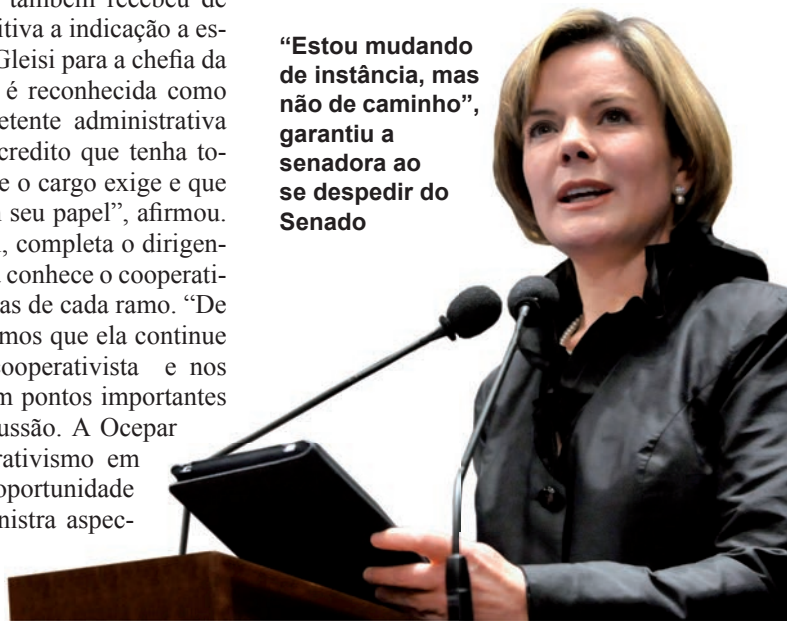 também recebeu de
itiva a indicação a es-
Gleisi para a chefia da
é reconhecida como
etente administrativa
credito que tenha to-
e o cargo exige e que
seu papel”, afirmou.
, completa o dirigen-
conhece o cooperati-
as de cada ramo. “De
mos que ela continue
ooperativista e nos
m pontos importantes
ussão. A Ocepar
rativismo em
oportunidade
nistra aspec-
“Estou mudando
de instância, mas
não de caminho”,
garantiu a
senadora ao
se despedir do
Senado